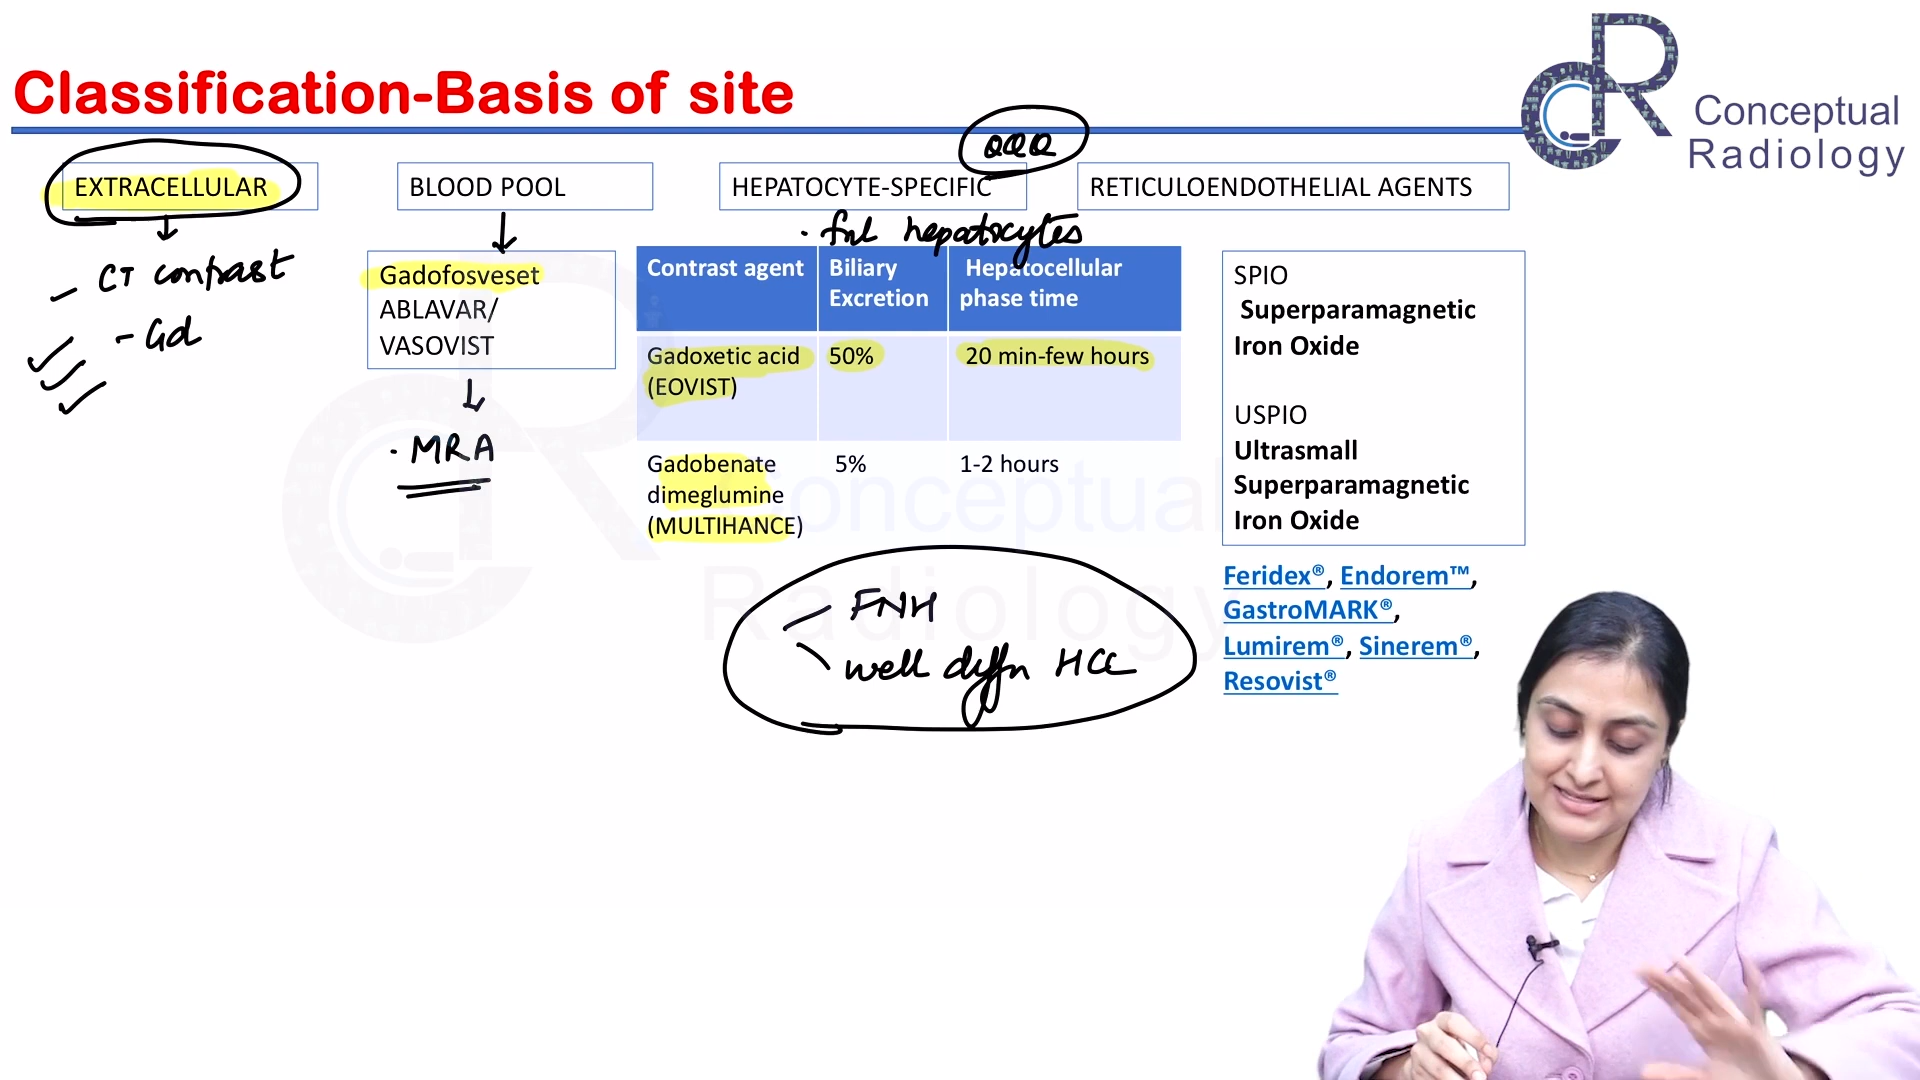 Classification-Basis of site
Conceptual
Radiology
EXTRACELLULAR
- CT contrast
- Gd
BLOOD POOL
Gadofosveset
ABLAVAR/
VASOVIST
. MRA
HEPATOCYTE-SPECIFIC
. fnl hepatocytes
Contrast agent
Biliary
Excretion
Hepatocellular
phase time
Gadoxetic acid
(EOVIST)
50%
20 min-few hours
Gadobenate
dimeglumine
(MULTIHANCE)
5%
1-2 hours
FNH
well diffn HCC
RETICULOENDOTHELIAL AGENTS
SPIO
Superparamagnetic
Iron Oxide
USPIO
Ultrasmall
Superparamagnetic
Iron Oxide
Feridex®, Endorem™,
GastroMARK®,
Lumirem®, Sinerem®,
Resovist®
Conceptual
Radiology